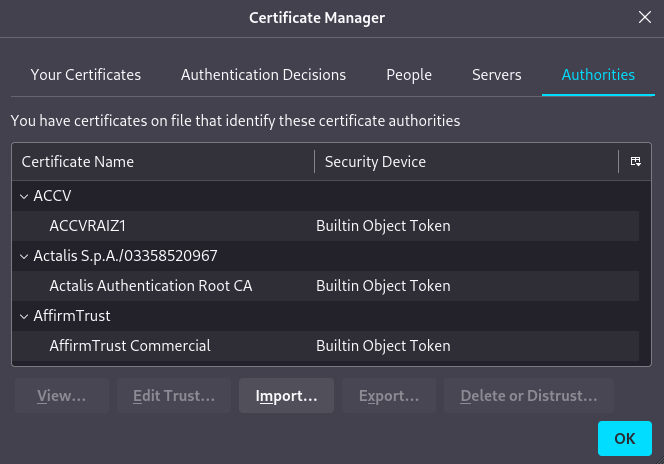 Certificate Manager
Your Certificates Authentication Decisions People Servers Authorities
You have certificates on file that identify these certificate authorities
Certificate Name Security Device
ACCV
ACCVRAIZ1 Builtin Object Token
Actalis S.p.A./03358520967
Actalis Authentication Root CA Builtin Object Token
AffirmTrust
AffirmTrust Commercial Builtin Object Token
View... Edit Trust... Import... Export... Delete or Distrust...
OK